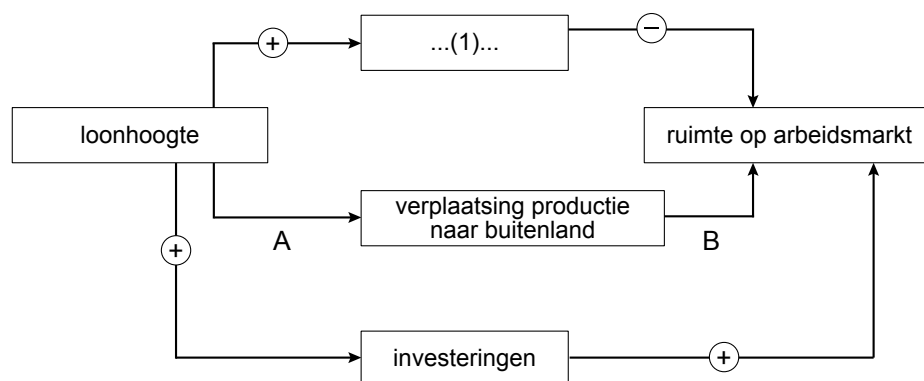 +
...(1)...
−
loonhoogte
ruimte op arbeidsmarkt
verplaatsing productie
naar buitenland
A
B
+
investeringen
+